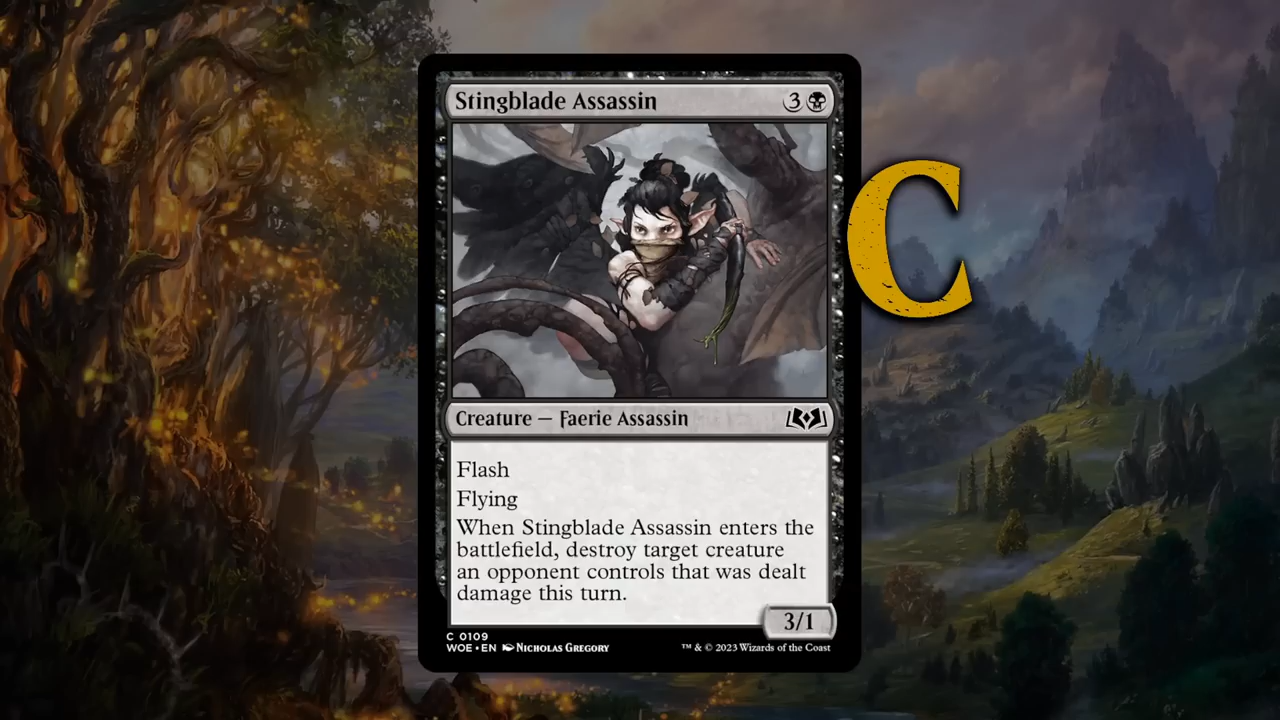 Stingblade Assassin 3
C
Creature — Faerie Assassin
Flash
Flying
When Stingblade Assassin enters the
battlefield, destroy target creature
an opponent controls that was dealt
damage this turn.
3/1
C 0109
WOE • EN Nicholas Gregory ™ & © 2023 Wizards of the Coast